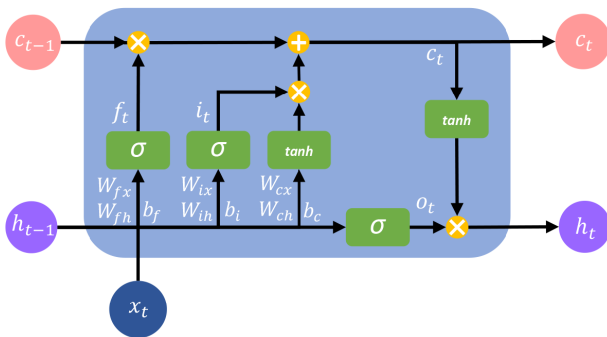 c_{t-1}
c_t
c_t
f_t
i_t
tanh
σ
σ
tanh
W_{fx}
W_{fh} b_f
W_{ix}
W_{ih} b_i
W_{cx}
W_{ch} b_c
o_t
h_{t-1}
σ
h_t
x_t